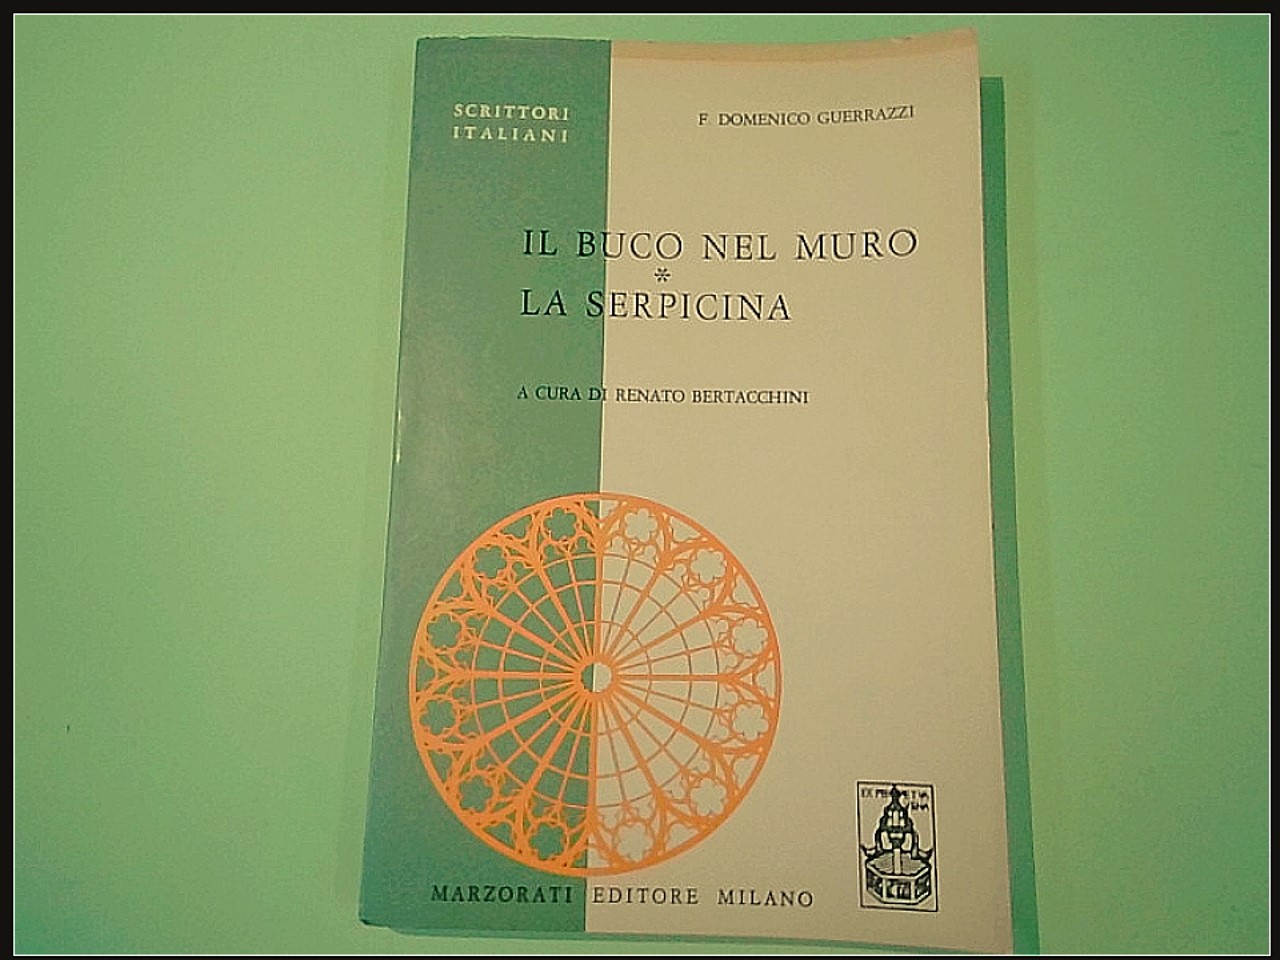 SCRITTORI
ITALIANI
F. DOMENICO GUERRAZZI
IL BUCO NEL MURO
*
LA SERPICINA
A CURA DI RENATO BERTACCHINI
MARZORATI EDITORE MILANO